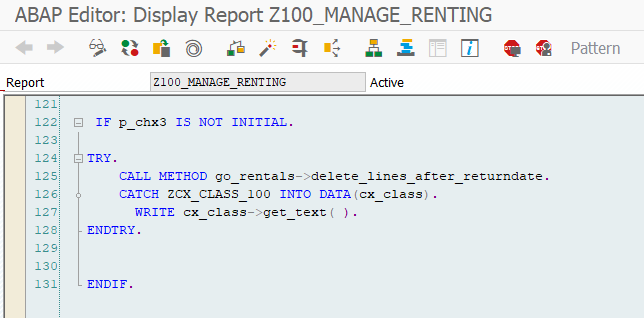 ABAP Editor: Display Report Z100_MANAGE_RENTING
Pattern
Report Z100_MANAGE_RENTING Active
121
122 IF p_chx3 IS NOT INITIAL.
123
124 TRY.
125 CALL METHOD go_rentals->delete_lines_after_returndate.
126 CATCH ZCX_CLASS_100 INTO DATA(cx_class).
127 WRITE cx_class->get_text( ).
128 ENDTRY.
129
130
131 ENDIF.